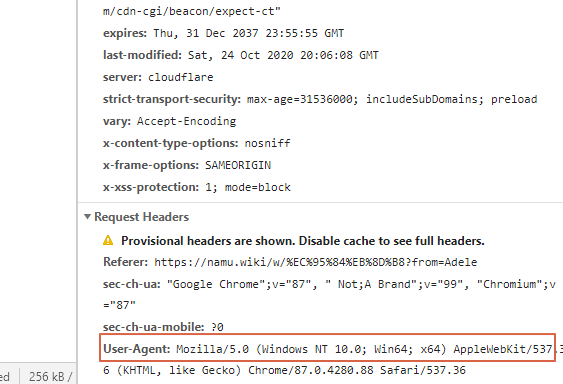 m/cdn-cgi/beacon/expect-ct"
expires: Thu, 31 Dec 2037 23:55:55 GMT
last-modified: Sat, 24 Oct 2020 20:06:08 GMT
server: cloudflare
strict-transport-security: max-age=31536000; includeSubDomains; preload
vary: Accept-Encoding
x-content-type-options: nosniff
x-frame-options: SAMEORIGIN
x-xss-protection: 1; mode=block
Request Headers
Provisional headers are shown. Disable cache to see full headers.
Referer: https://namu.wiki/w/%EC%95%84%EB%8D%B8?from=Adele
sec-ch-ua: "Google Chrome";v="87", " Not;A Brand";v="99", "Chromium";v
="87"
sec-ch-ua-mobile: ?0
User-Agent: Mozilla/5.0 (Windows NT 10.0; Win64; x64) AppleWebKit/537.3
6 (KHTML, like Gecko) Chrome/87.0.4280.88 Safari/537.36
ed 256 kB /